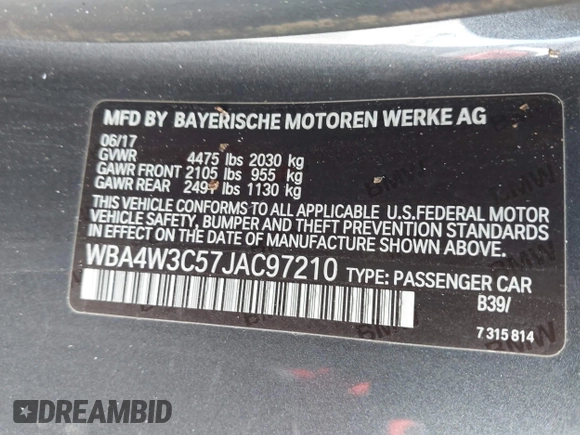 MFD BY BAYERISCHE MOTOREN WERKE AG
06/17
GVWR 4475 lbs 2030 kg
GAWR FRONT 2105 lbs 955 kg
GAWR REAR 2491 lbs 1130 kg
THIS VEHICLE CONFORMS TO ALL APPLICABLE U.S.FEDERAL MOTOR
VEHICLE SAFETY, BUMPER AND THEFT PREVENTION STANDARDS
IN EFFECT ON THE DATE OF MANUFACTURE SHOWN ABOVE.
WBA4W3C57JAC97210 TYPE: PASSENGER CAR
B39/
7 315 814
DREAMBID